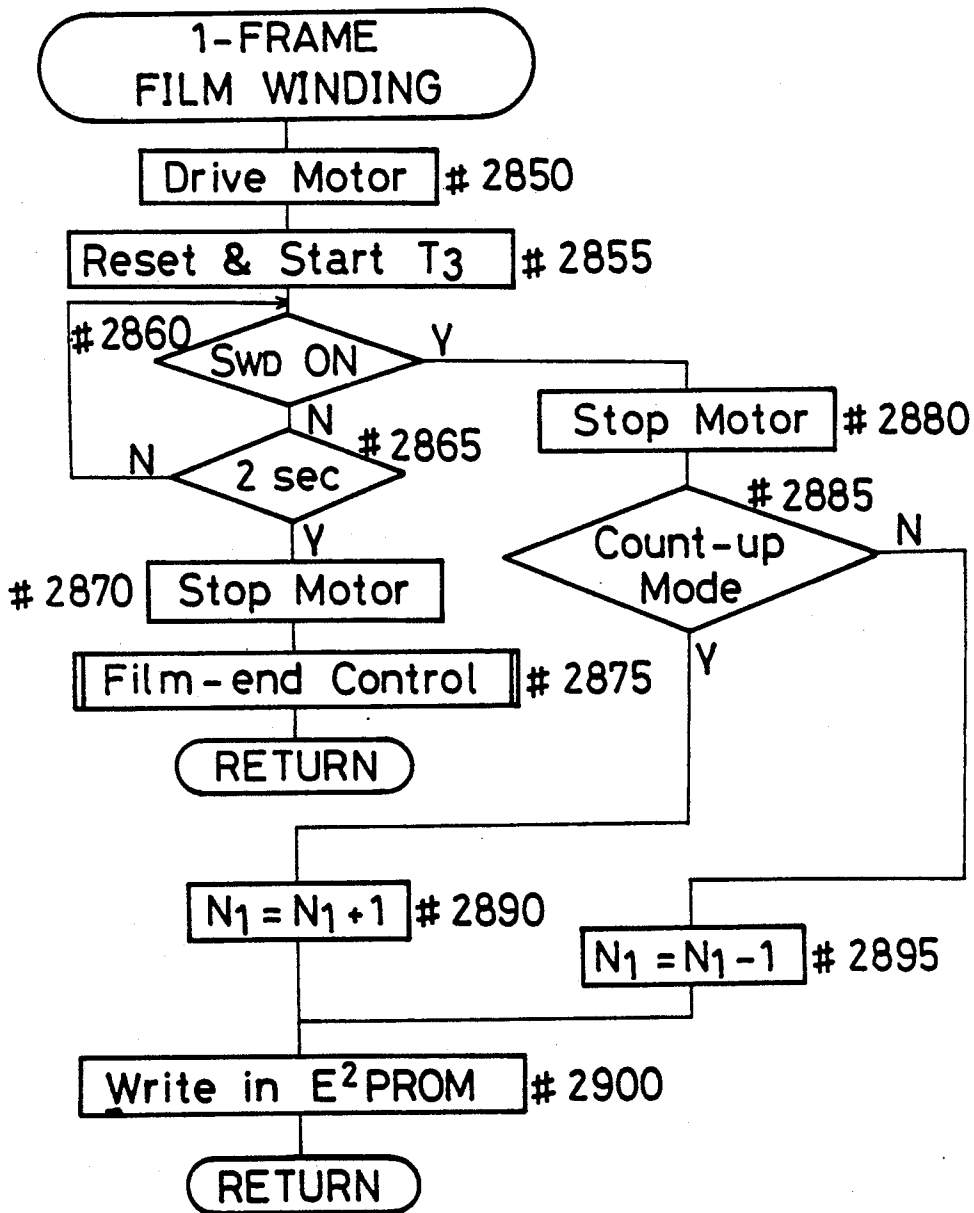 1-FRAME
FILM WINDING
Drive Motor #2850
Reset & Start T3 #2855
#2860
SWD ON
Y
N
Stop Motor #2880
#2865
2 sec
N
Y
#2885
Count-up
Mode
N
Y
#2870 Stop Motor
Film-end Control #2875
RETURN
N1 = N1 + 1 #2890
N1 = N1 - 1 #2895
Write in E²PROM #2900
RETURN